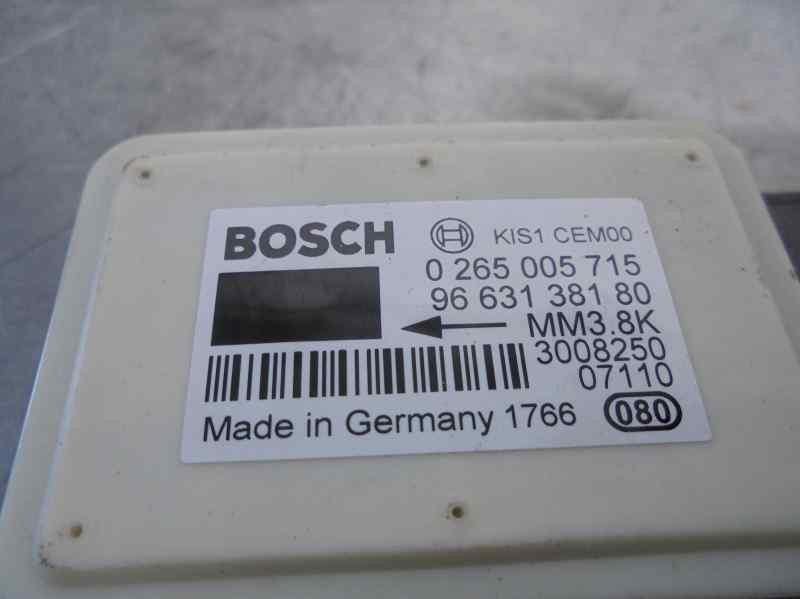 BOSCH KIS1 CEM00
0 265 005 715
96 631 381 80
MM3.8K
3008250
07110
Made in Germany 1766 080